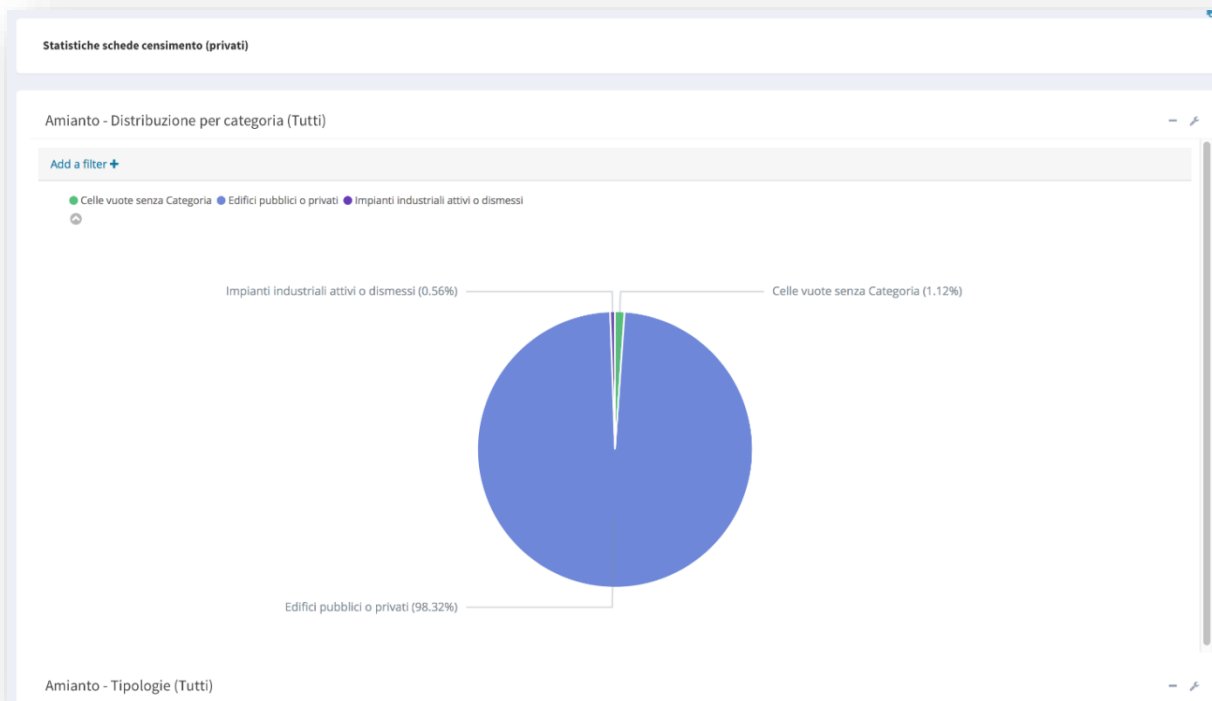 Statistiche schede censimento (privati)
Amianto - Distribuzione per categoria (Tutti)
Add a filter +
Celle vuote senza Categoria Edifici pubblici o privati Impianti industriali attivi o dismessi
Impianti industriali attivi o dismessi (0.56%) Celle vuote senza Categoria (1.12%)
Edifici pubblici o privati (98.32%)
Amianto - Tipologie (Tutti)